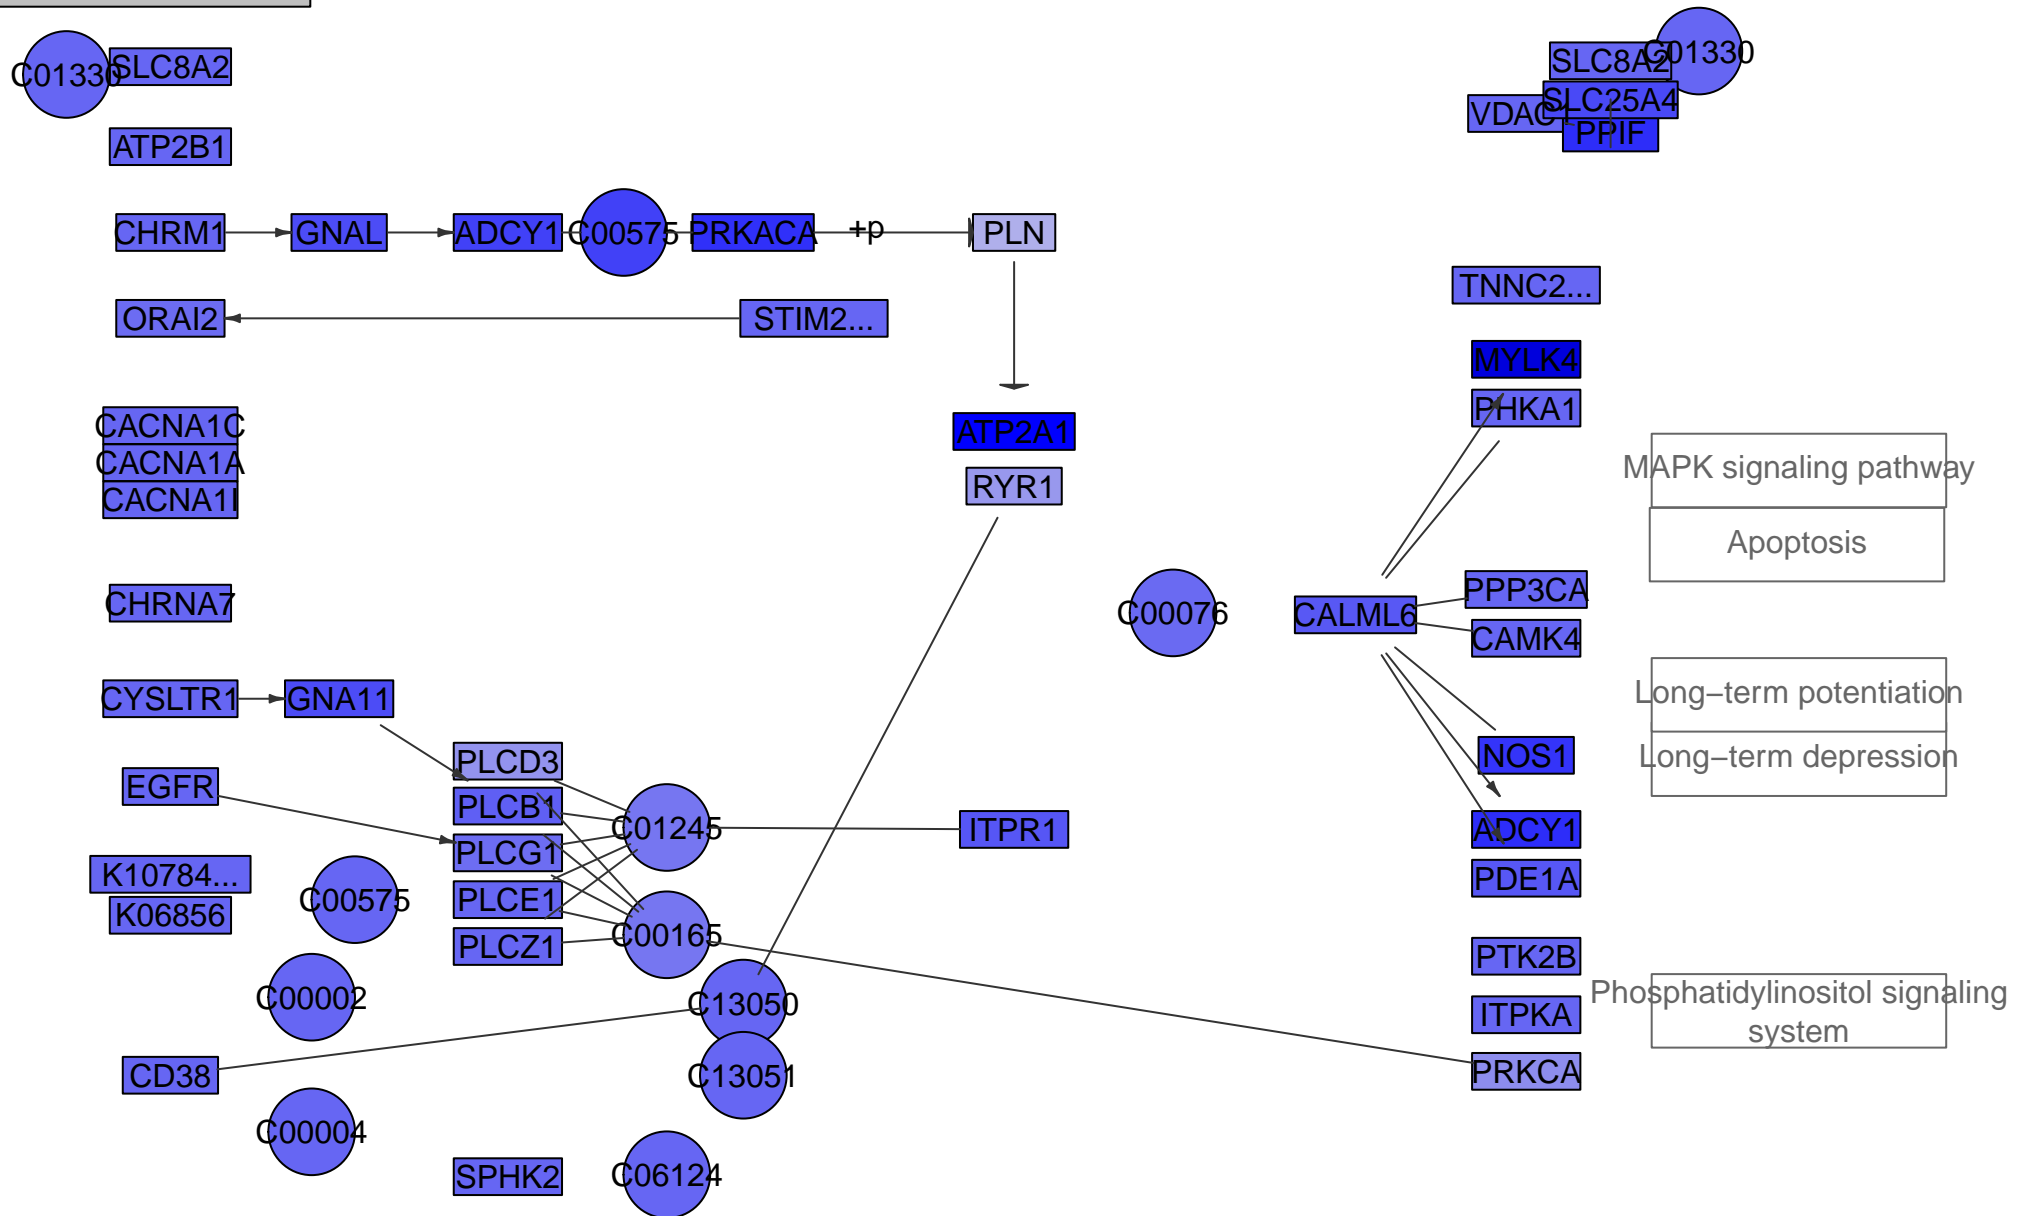 C01330
SLC8A2
SLC8A2
C01330
SLC25A4
VDAC1
PPIF
ATP2B1
CHRM1
GNAL
ADCY1
C00575
PRKACA
+p
PLN
TNNC2...
ORAI2
STIM2...
MYLK4
PHKA1
CACNA1C
CACNA1A
CACNA1I
ATP2A1
RYR1
MAPK signaling pathway
Apoptosis
CHRNA7
C00076
CALML6
PPP3CA
CAMK4
CYSLTR1
GNA11
Long–term potentiation
Long–term depression
NOS1
PLCD3
EGFR
PLCB1
C01245
ITPR1
ADCY1
PLCG1
K10784...
K06856
C00575
PLCE1
PDE1A
PLCZ1
C00165
PTK2B
C00002
C13050
ITPKA
Phosphatidylinositol signaling
system
CD38
C13051
PRKCA
C00004
SPHK2
C06124